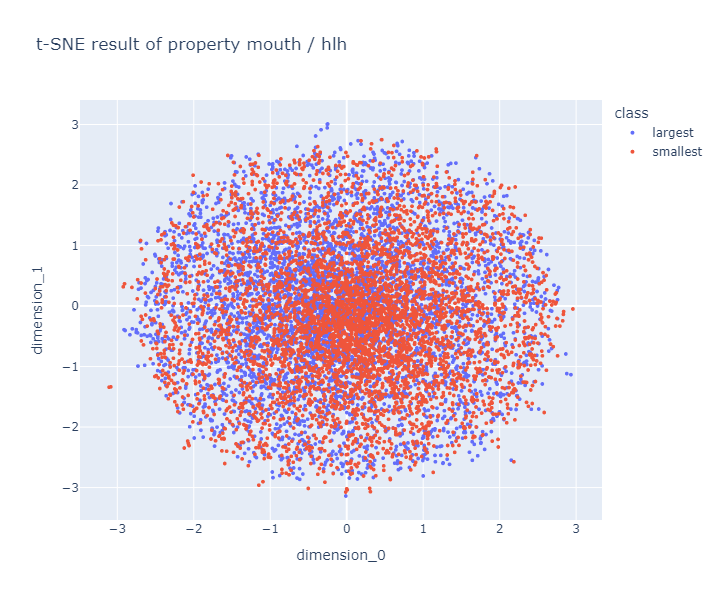 t-SNE result of property mouth / hlh
class
largest
smallest
3
2
1
0
−1
−2
−3
dimension_1
−3
−2
−1
0
1
2
3
dimension_0